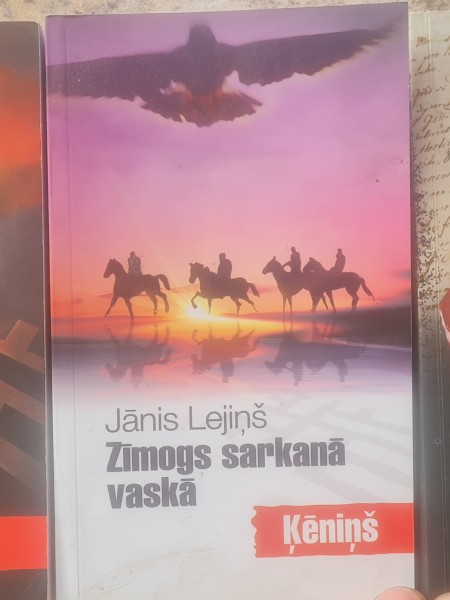 Jānis Lejiņš
Zīmogs sarkanā
vaskā
Ķēniņš